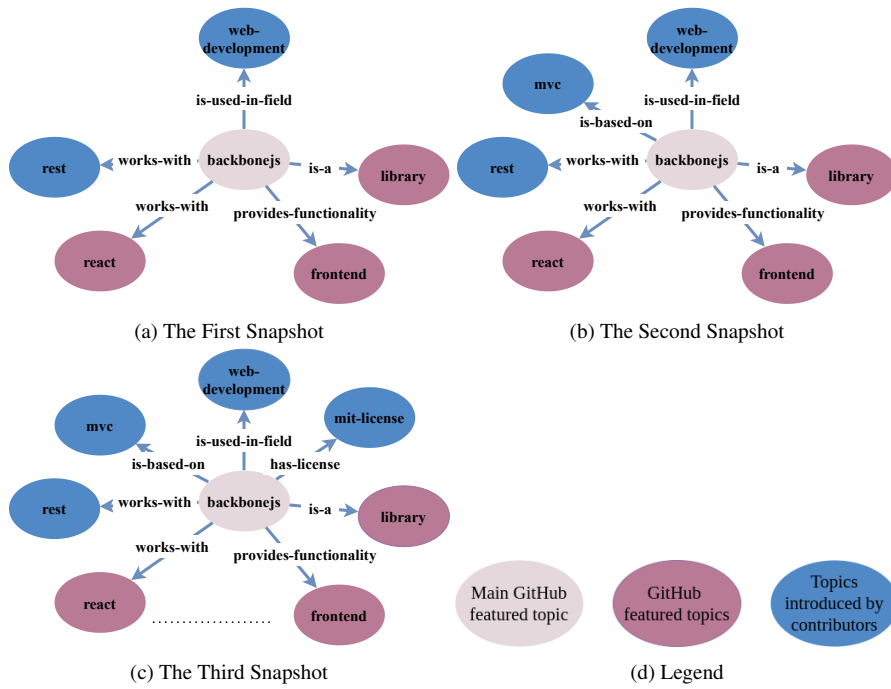 web-
development
is-used-in-field
rest
works-with
backbonejs
is-a
library
works-with
provides-functionality
react
frontend
(a) The First Snapshot
web-
development
mvc
is-used-in-field
is-based-on
rest
works-with
backbonejs
is-a
library
works-with
provides-functionality
react
frontend
(b) The Second Snapshot
web-
development
mit-license
mvc
is-used-in-field
is-based-on
has-license
rest
works-with
backbonejs
is-a
library
works-with
provides-functionality
react
frontend
.....................
(c) The Third Snapshot
Main GitHub
featured topic
GitHub
featured topics
Topics
introduced by
contributors
(d) Legend